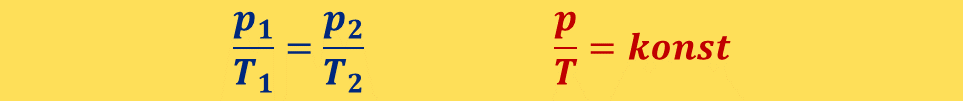 p₁/T₁ = p₂/T₂ p/T = konst